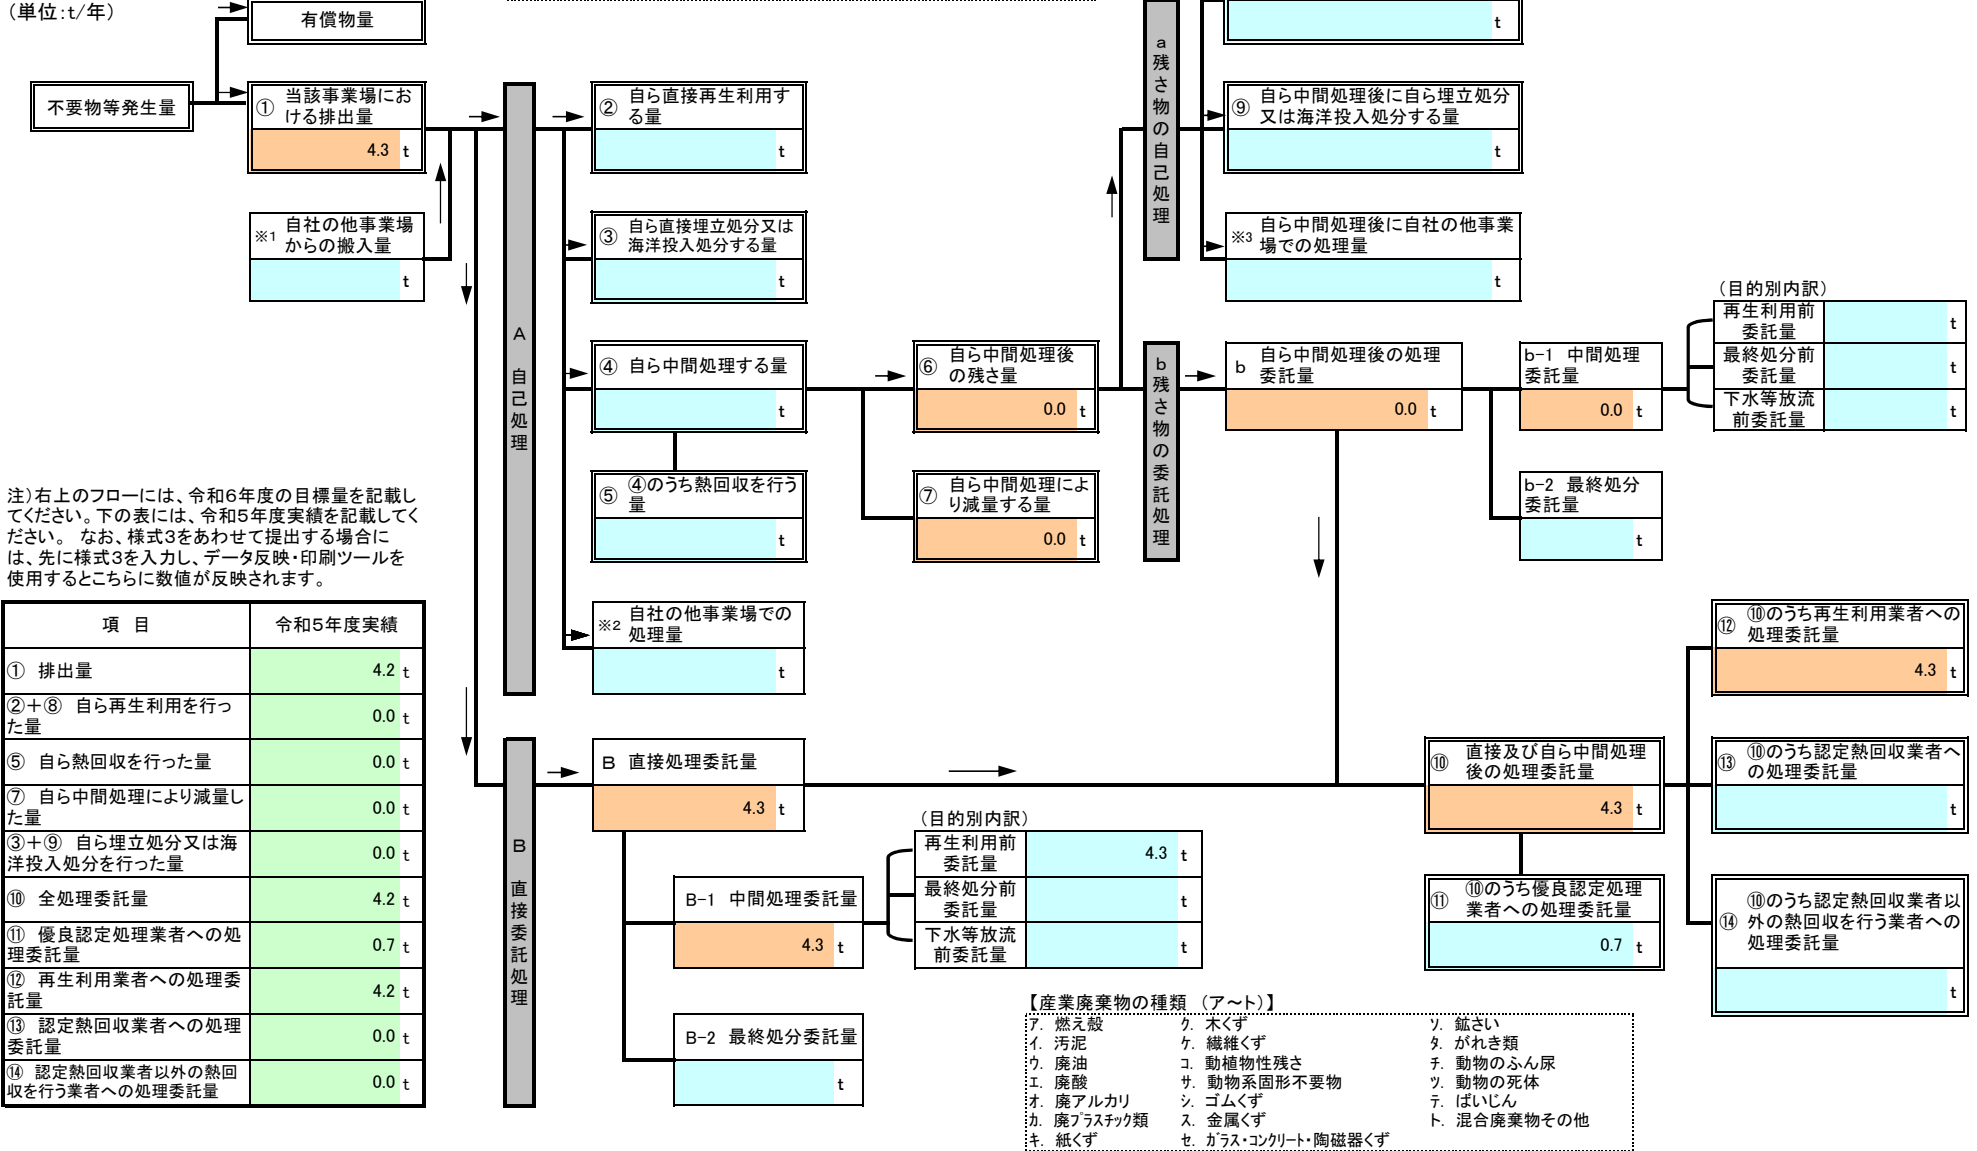 （単位：t/年）
有償物量
t
不要物等発生量
① 当該事業場にお
ける排出量
4.3 t
※1 自社の他事業場
からの搬入量
t
A 自己処理
② 自ら直接再生利用す
る量
t
③ 自ら直接埋立処分又は
海洋投入処分する量
t
④ 自ら中間処理する量
t
⑤ ④のうち熱回収を行う
量
t
※2 自社の他事業場での
処理量
t
⑥ 自ら中間処理後
の残さ量
0.0 t
⑦ 自ら中間処理によ
り減量する量
0.0 t
a 残さ物の自己処理
⑨ 自ら中間処理後に自ら埋立処分
又は海洋投入処分する量
t
※3 自ら中間処理後に自社の他事業
場での処理量
t
b 残さ物の委託処理
b 自ら中間処理後の処理
委託量
0.0 t
b-1 中間処理
委託量
0.0 t
b-2 最終処分
委託量
t
（目的別内訳）
再生利用前
委託量
t
最終処分前
委託量
t
下水等放流
前委託量
t
注）右上のフローには、令和６年度の目標量を記載し
てください。下の表には、令和５年度実績を記載してく
ださい。 なお、様式３をあわせて提出する場合に
は、先に様式３を入力し、データ反映・印刷ツールを
使用するとこちらに数値が反映されます。
項 目 令和５年度実績
① 排出量 4.2 t
②＋⑧ 自ら再生利用を行っ
た量 0.0 t
⑤ 自ら熱回収を行った量 0.0 t
⑦ 自ら中間処理により減量し
た量 0.0 t
③＋⑨ 自ら埋立処分又は海
洋投入処分を行った量 0.0 t
⑩ 全処理委託量 4.2 t
⑪ 優良認定処理業者への処
理委託量 0.7 t
⑫ 再生利用業者への処理委
託量 4.2 t
⑬ 認定熱回収業者への処理
委託量 0.0 t
⑭ 認定熱回収業者以外の熱回
収を行う業者への処理委託量 0.0 t
B 直接委託処理
B 直接処理委託量
4.3 t
B-1 中間処理委託量
4.3 t
B-2 最終処分委託量
t
（目的別内訳）
再生利用前
委託量
4.3 t
最終処分前
委託量
t
下水等放流
前委託量
t
⑩ 直接及び自ら中間処理
後の処理委託量
4.3 t
⑪ ⑩のうち優良認定処理
業者への処理委託量
0.7 t
⑫ ⑩のうち再生利用業者への
処理委託量
4.3 t
⑬ ⑩のうち認定熱回収業者へ
の処理委託量
t
⑭ ⑩のうち認定熱回収業者以
外の熱回収を行う業者への
処理委託量
t
【産業廃棄物の種類 （ア～ト）】
ｱ. 燃え殻 ｸ. 木くず ｿ. 鉱さい
ｲ. 汚泥 ｹ. 繊維くず ﾀ. がれき類
ｳ. 廃油 ｺ. 動植物性残さ ﾁ. 動物のふん尿
ｴ. 廃酸 ｻ. 動物系固形不要物 ﾂ. 動物の死体
ｵ. 廃アルカリ ｼ. ゴムくず ﾃ. ばいじん
ｶ. 廃ﾌﾟﾗｽﾁｯｸ類 ｽ. 金属くず ﾄ. 混合廃棄物その他
ｷ. 紙くず ｾ. ｶﾞﾗｽ・ｺﾝｸﾘｰﾄ・陶磁器くず